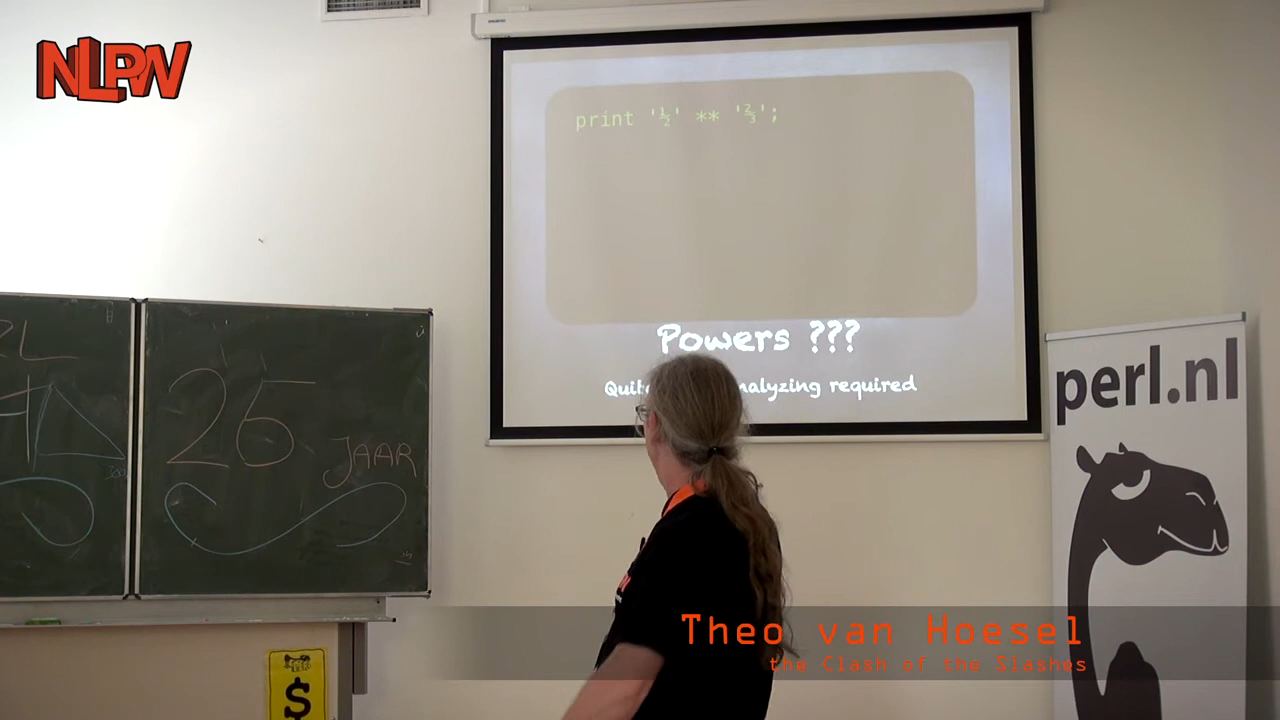 NLPW
print '½' ** '⅔';
Powers ???
required
perl.nl
25
JAAR
Theo van Hoesel
the Clash of the Slashes
$